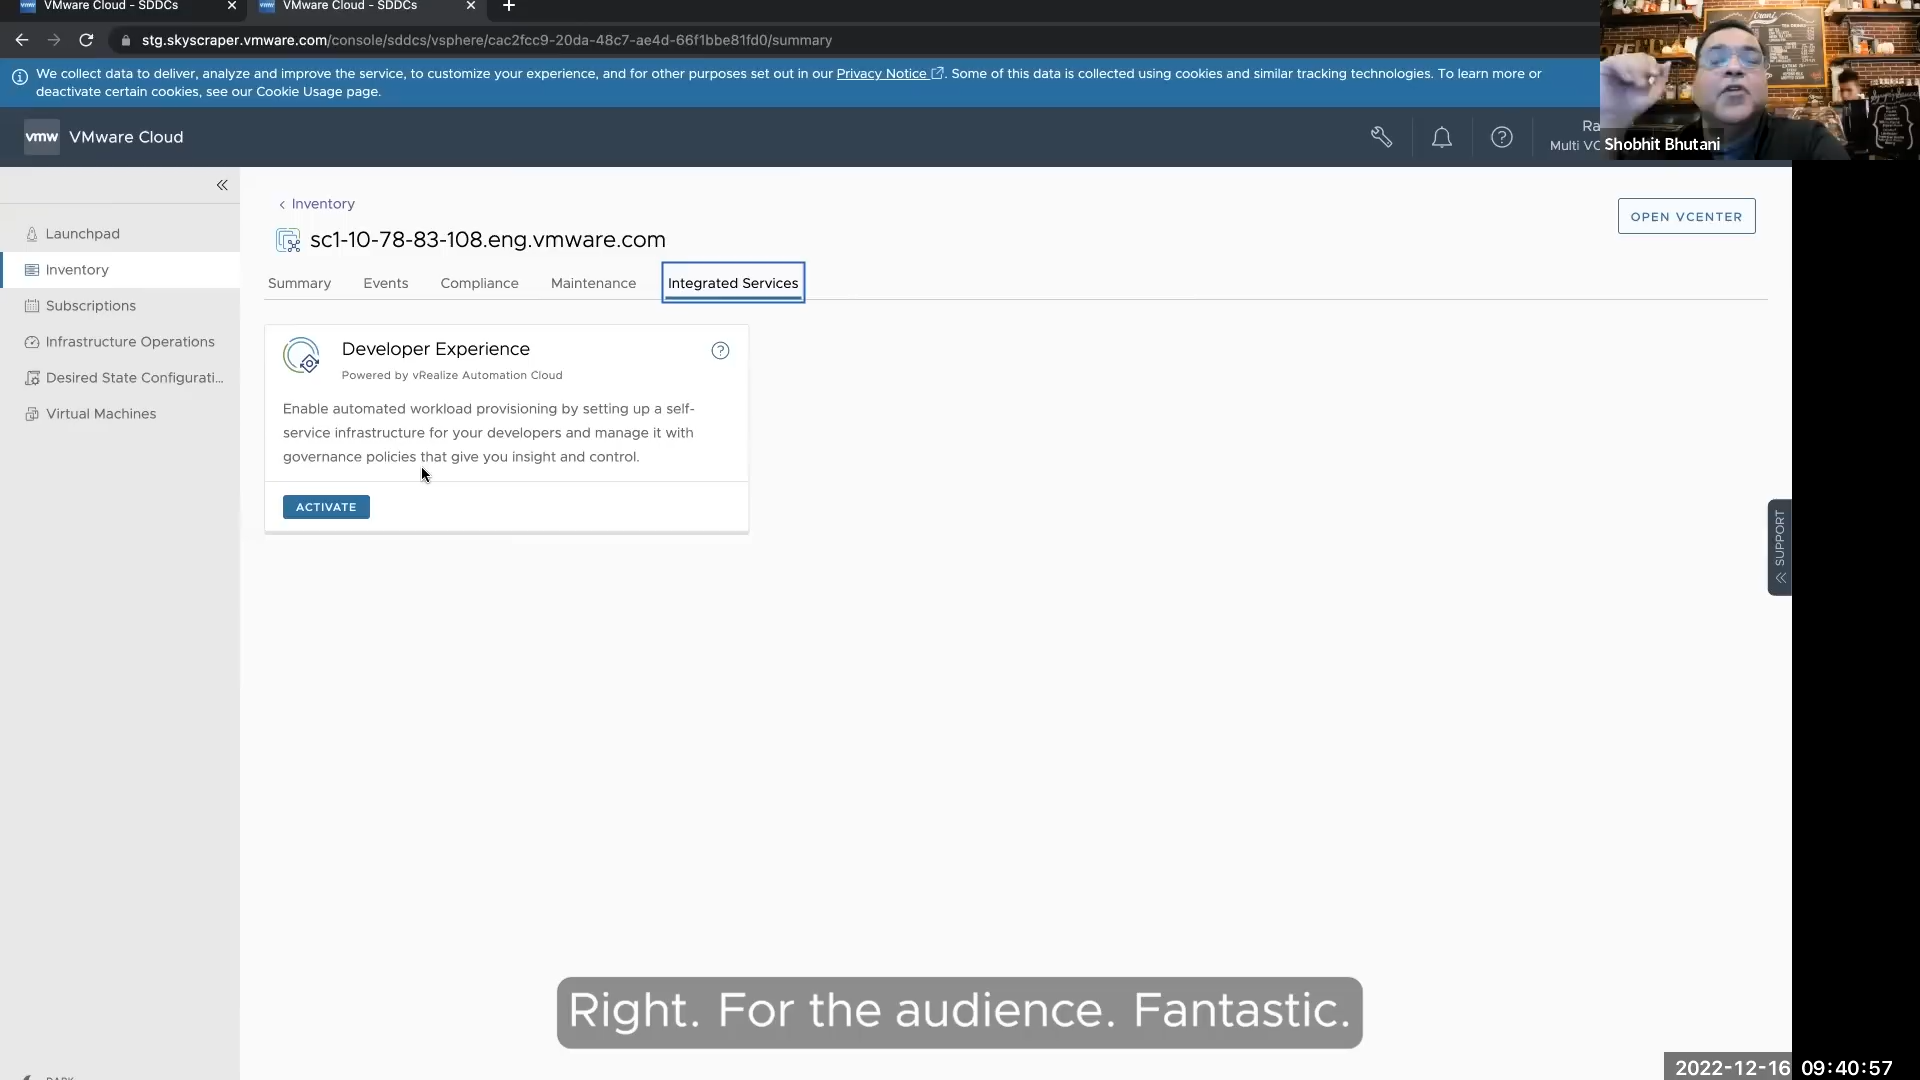 vmw VMware Cloud - SDDCs
vmw VMware Cloud - SDDCs
stg.skyscraper.vmware.com/console/sddcs/vsphere/cac2fcc9-20da-48c7-ae4d-66f1bbe81fd0/summary
We collect data to deliver, analyze and improve the service, to customize your experience, and for other purposes set out in our Privacy Notice. Some of this data is collected using cookies and similar tracking technologies. To learn more or
deactivate certain cookies, see our Cookie Usage page.
vmw VMware Cloud
Ra
Multi VC
Shobhit Bhutani
Launchpad
Inventory
Subscriptions
Infrastructure Operations
Desired State Configurati...
Virtual Machines
Inventory
sc1-10-78-83-108.eng.vmware.com
OPEN VCENTER
Summary Events Compliance Maintenance Integrated Services
Developer Experience
Powered by vRealize Automation Cloud
Enable automated workload provisioning by setting up a self-
service infrastructure for your developers and manage it with
governance policies that give you insight and control.
ACTIVATE
SUPPORT
Right. For the audience. Fantastic.
DARK
2022-12-16 09:40:57